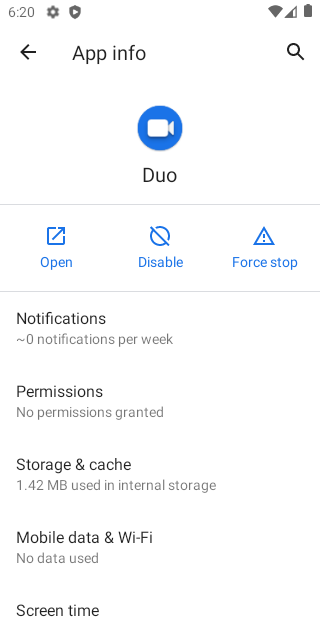 6:20
App info
Duo
Open
Disable
Force stop
Notifications
~0 notifications per week
Permissions
No permissions granted
Storage & cache
1.42 MB used in internal storage
Mobile data & Wi-Fi
No data used
Screen time